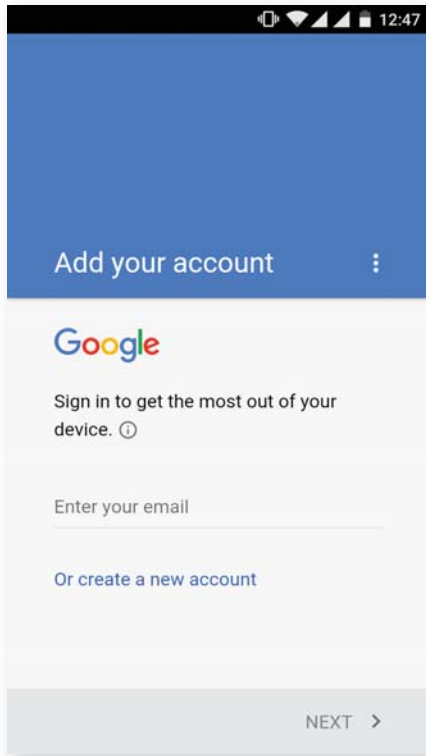 12:47
Add your account
Google
Sign in to get the most out of your
device.
Enter your email
Or create a new account
NEXT